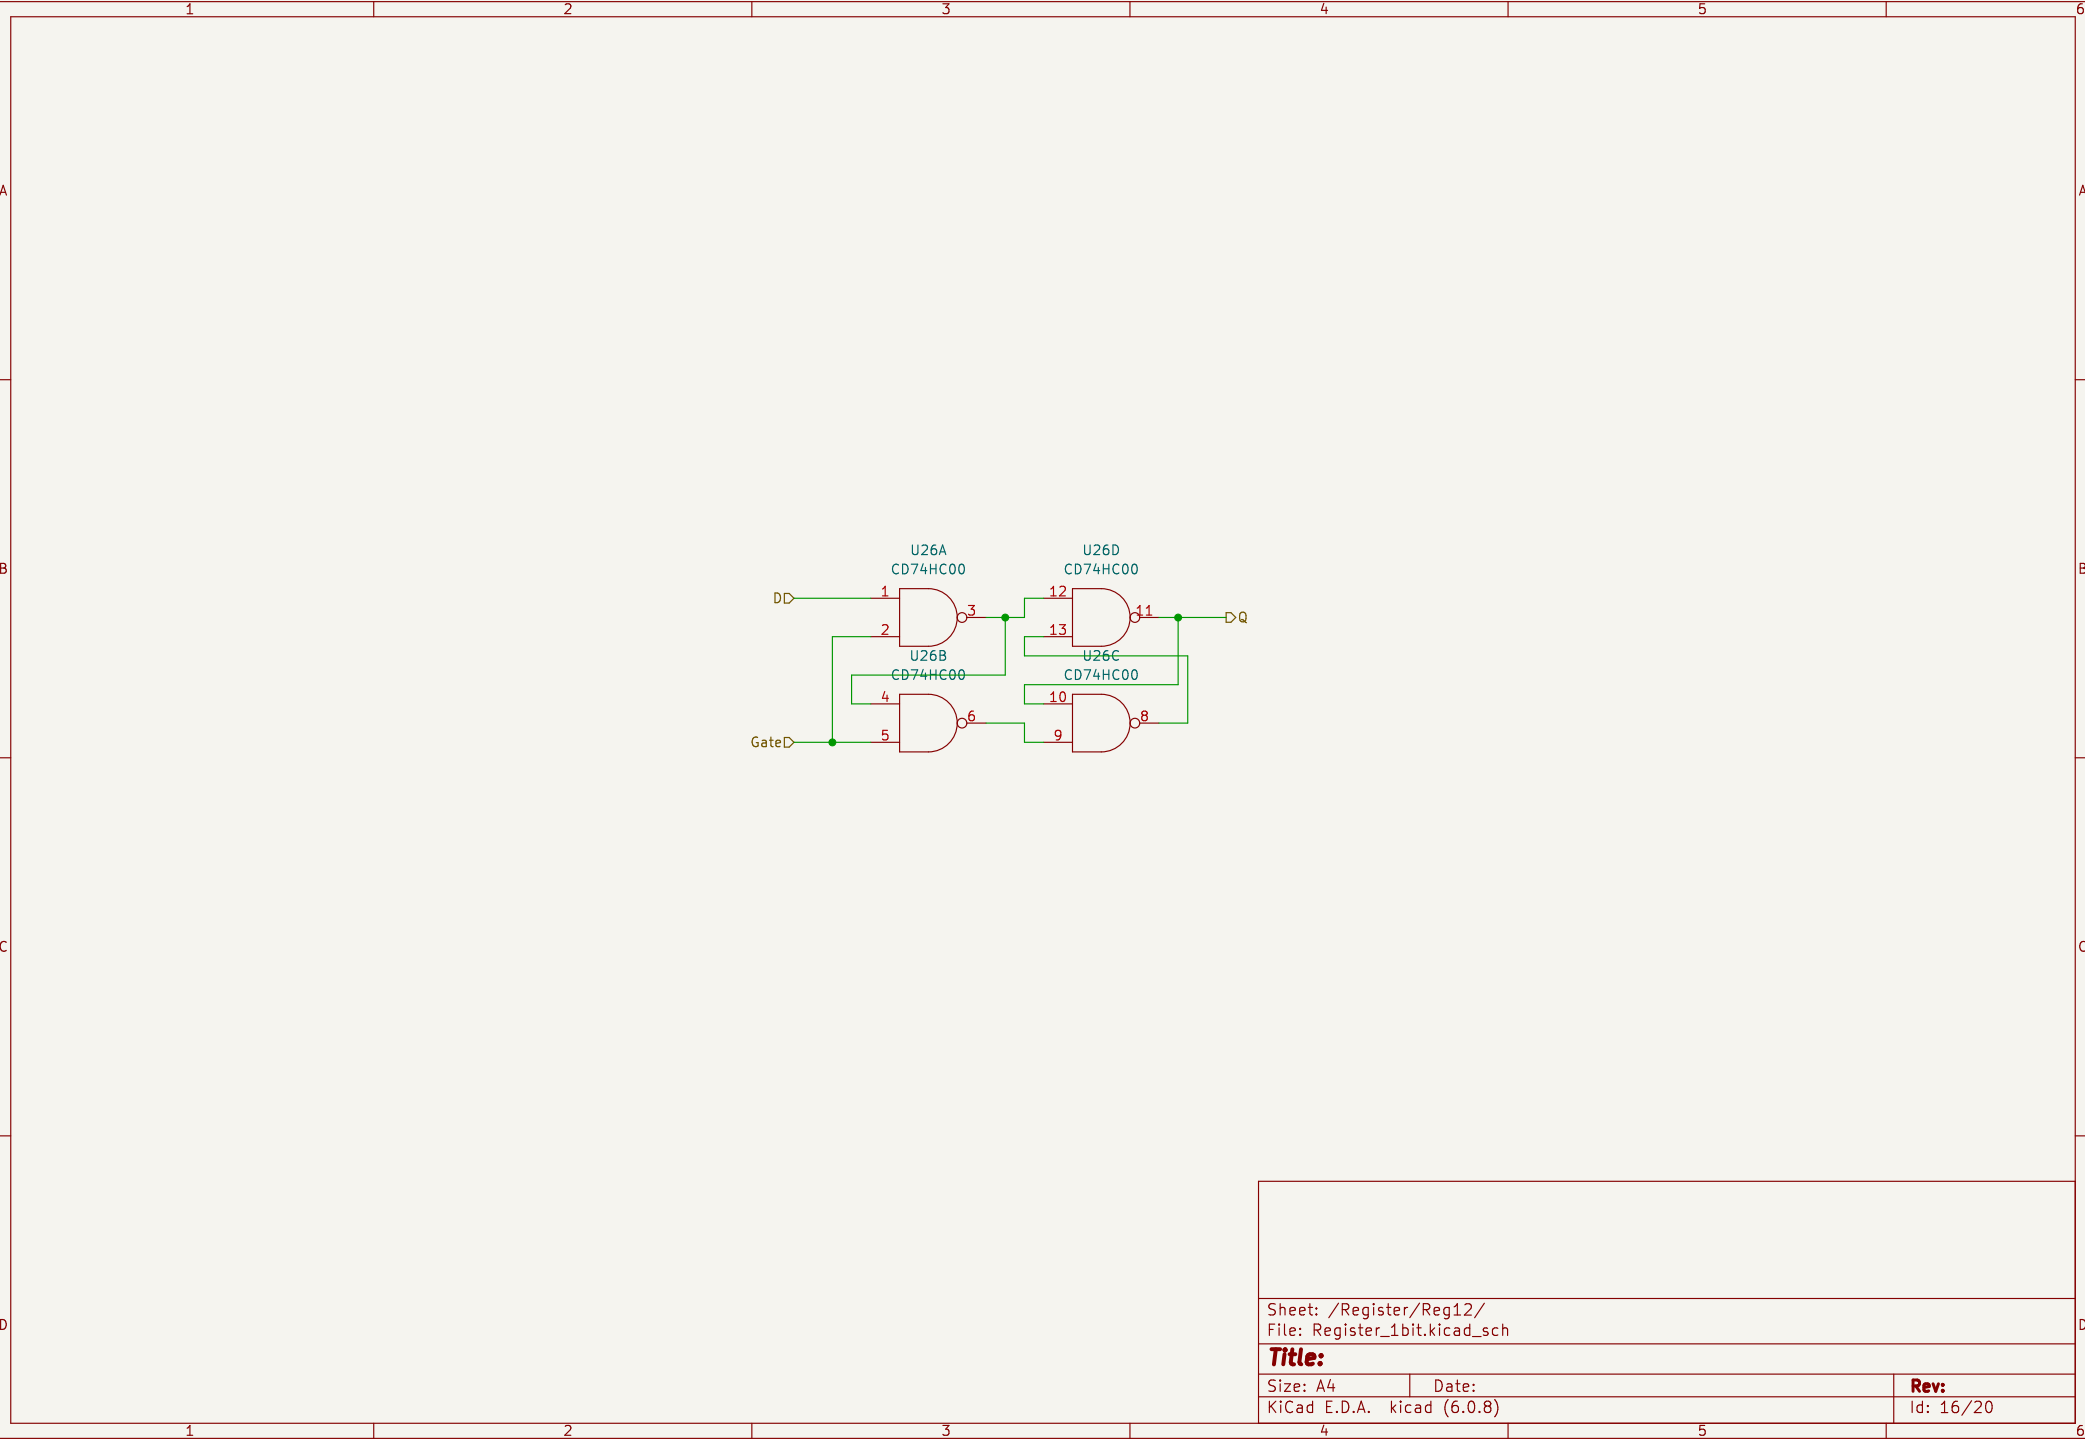 1 2 3 4 5 6
A A
B B
C C
D D
U26A
CD74HC00
D
1
2
3
U26D
CD74HC00
12
13
11
Q
U26B
CD74HC00
Gate
4
5
6
U26C
CD74HC00
10
9
8
Sheet: /Register/Reg12/
File: Register_1bit.kicad_sch
Title:
Size: A4 Date: Rev:
KiCad E.D.A. kicad (6.0.8) Id: 16/20
1 2 3 4 5 6